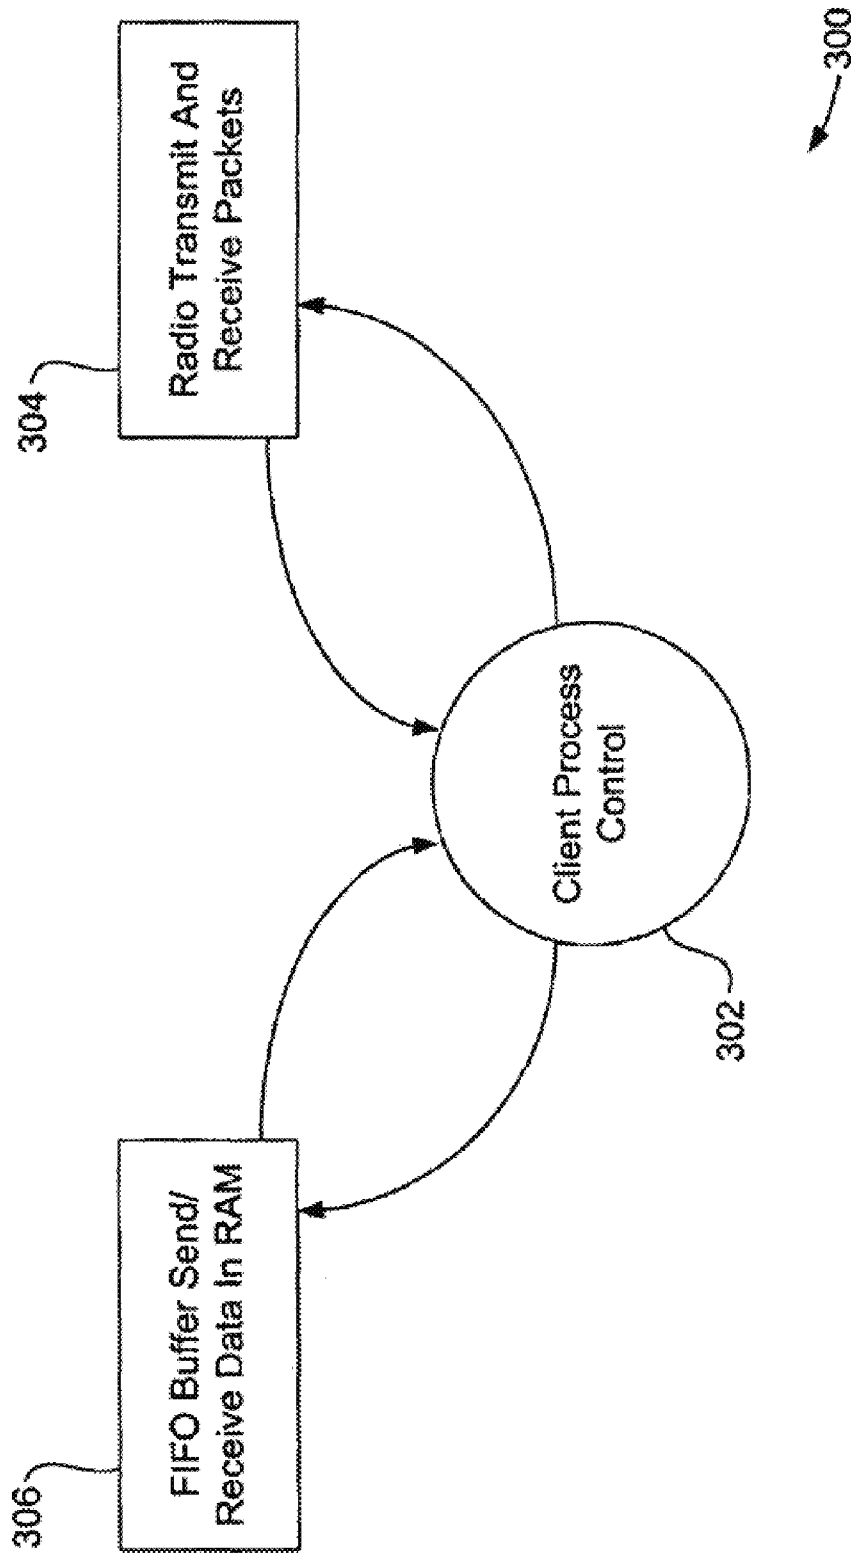 306
FIFO Buffer Send/
Receive Data In RAM
304
Radio Transmit And
Receive Packets
Client Process
Control
302
300